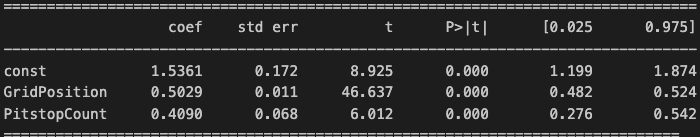 coef std err t P>|t| [0.025 0.975]
const 1.5361 0.172 8.925 0.000 1.199 1.874
GridPosition 0.5029 0.011 46.637 0.000 0.482 0.524
PitstopCount 0.4090 0.068 6.012 0.000 0.276 0.542